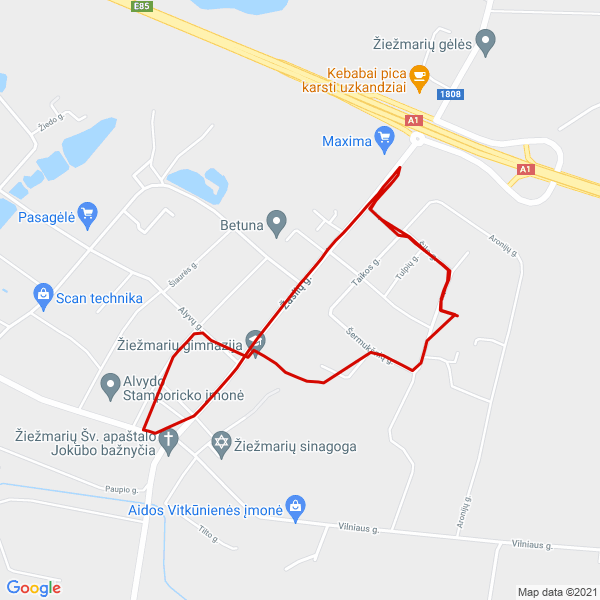 E85
Žiežmarių gėlės
Kebabai pica
karsti uzkandziai
1808
A1
Maxima
Žiedo g.
A1
Pasagėlė
Betuna
Aronijų g.
Šilo g.
Tulpių g.
Taikos g.
Šiaurės g.
Scan technika
Žaslių g.
Alyvų g.
Žiežmarių gimnazija
Šermukšnių g.
Alvydo
Stamporicko įmonė
Žiežmarių Šv. apaštalo
Jokūbo bažnyčia
Žiežmarių sinagoga
Paupio g.
Aidos Vitkūnienės įmonė
Aronijų g.
Tilto g.
Vilniaus g.
Vilniaus g.
Google
Map data ©2021